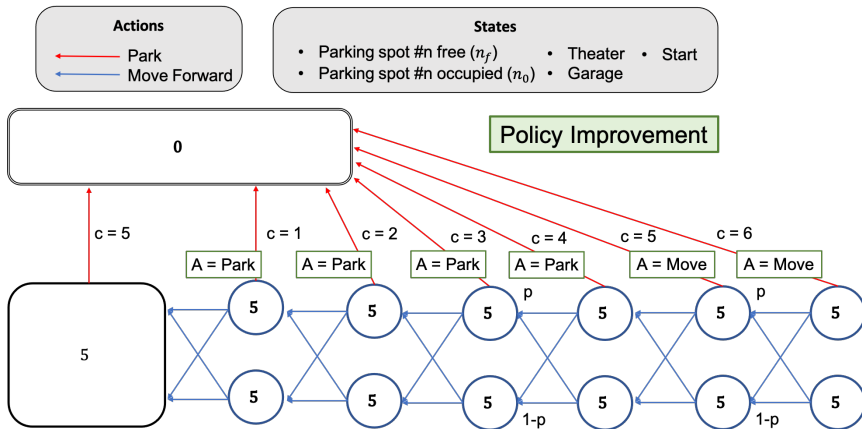 Actions
Park
Move Forward
States
• Parking spot #n free (n_f)
• Parking spot #n occupied (n_0)
• Theater
• Garage
• Start
0
Policy Improvement
c = 5
c = 1
c = 2
c = 3
c = 4
c = 5
c = 6
A = Park
A = Park
A = Park
A = Park
A = Move
A = Move
p
p
5
5
5
5
5
5
5
5
5
5
5
5
5
1-p
1-p